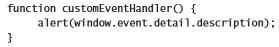 function customEventHandler() {
    alert(window.event.detail.description);
}